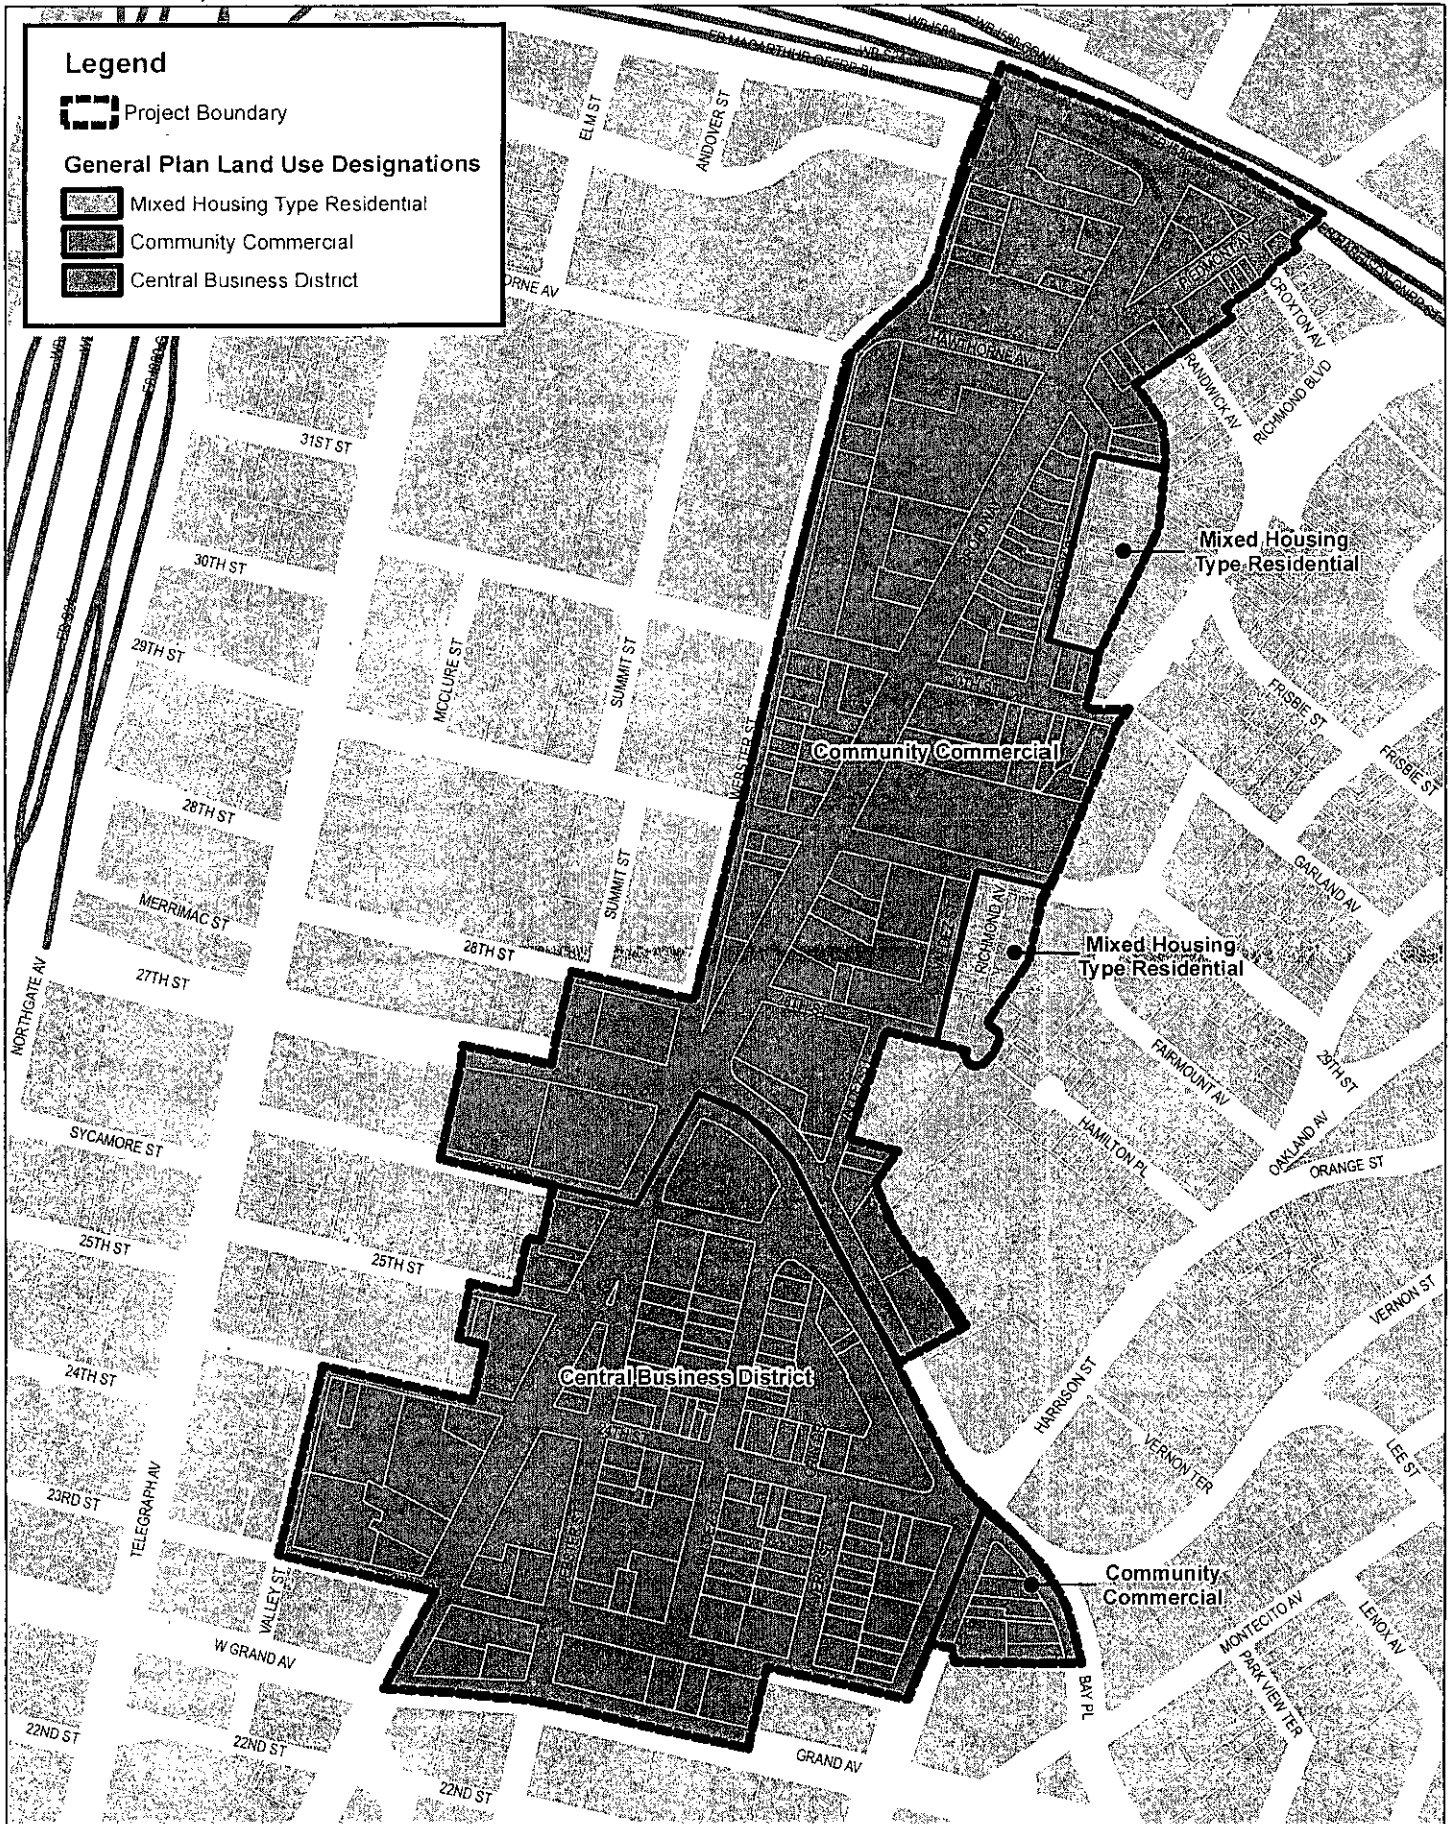 Legend
Project Boundary
General Plan Land Use Designations
Mixed Housing Type Residential
Community Commercial
Central Business District
ELM ST
ANDOVER ST
PIEDMONT AV
CROXTON AV
RANDWICK AV
RICHMOND BLVD
HAWTHORNE AV
31ST ST
30TH ST
29TH ST
MCCLURE ST
SUMMIT ST
WEBSTER ST
Mixed Housing
Type Residential
FRISBIE ST
FRISBIE ST
Community Commercial
28TH ST
SUMMIT ST
GARLAND AV
MERRIMAC ST
28TH ST
RICHMOND AV
Mixed Housing
Type Residential
NORTHGATE AV
27TH ST
29TH ST
FAIRMOUNT AV
HAMILTON PL
OAKLAND AV
ORANGE ST
SYCAMORE ST
25TH ST
25TH ST
VERNON ST
24TH ST
Central Business District
24TH ST
HARRISON ST
VERNON TER
LEE ST
23RD ST
TELEGRAPH AV
VALLEY ST
WEBSTER ST
Community
Commercial
LENOX AV
MONTECITO AV
PARK VIEW TER
W GRAND AV
BAY PL
22ND ST
22ND ST
22ND ST
GRAND AV